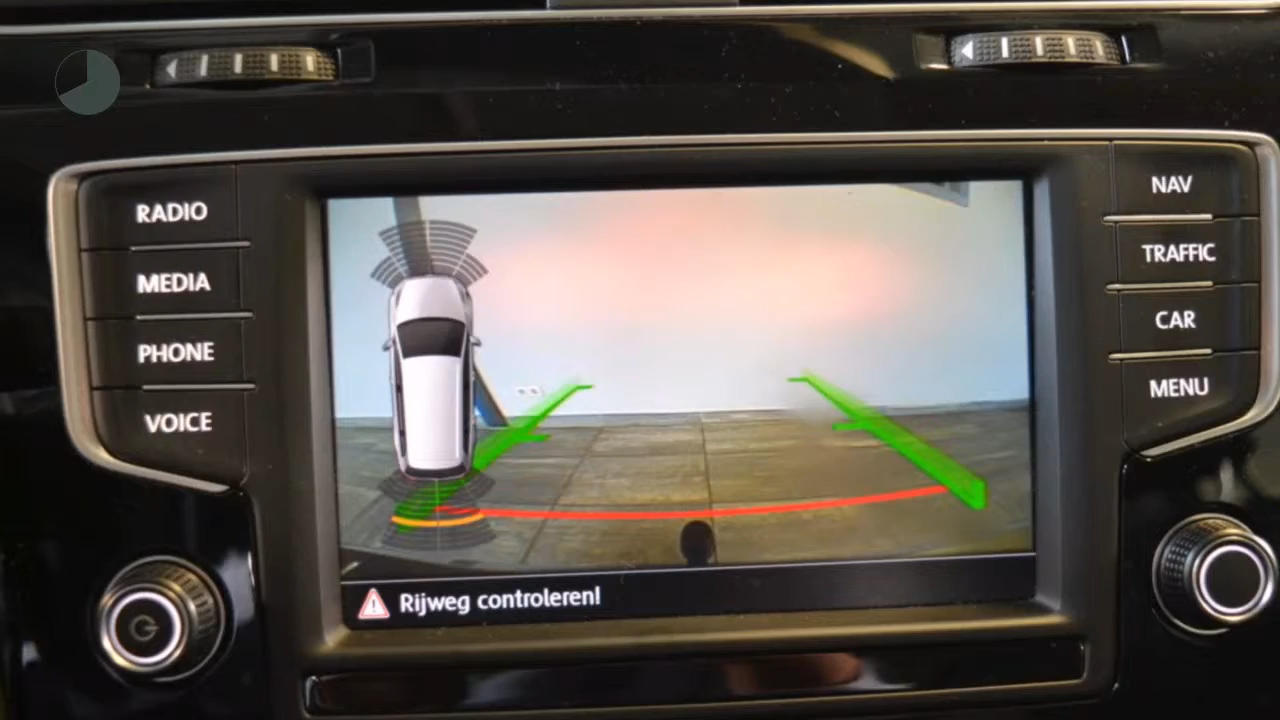 RADIO
MEDIA
PHONE
VOICE
NAV
TRAFFIC
CAR
MENU
Rijweg controleren!